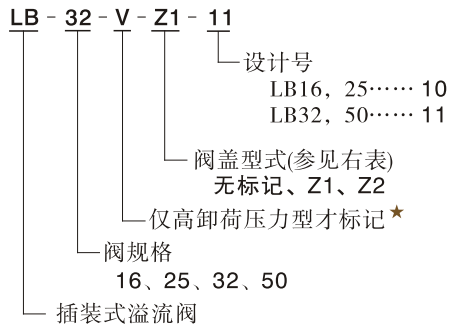 LB - 32 - V - Z1 - 11
设计号
LB16, 25…… 10
LB32, 50…… 11
阀盖型式(参见右表)
无标记、Z1、Z2
仅高卸荷压力型才标记★
阀规格
16、25、32、50
插装式溢流阀